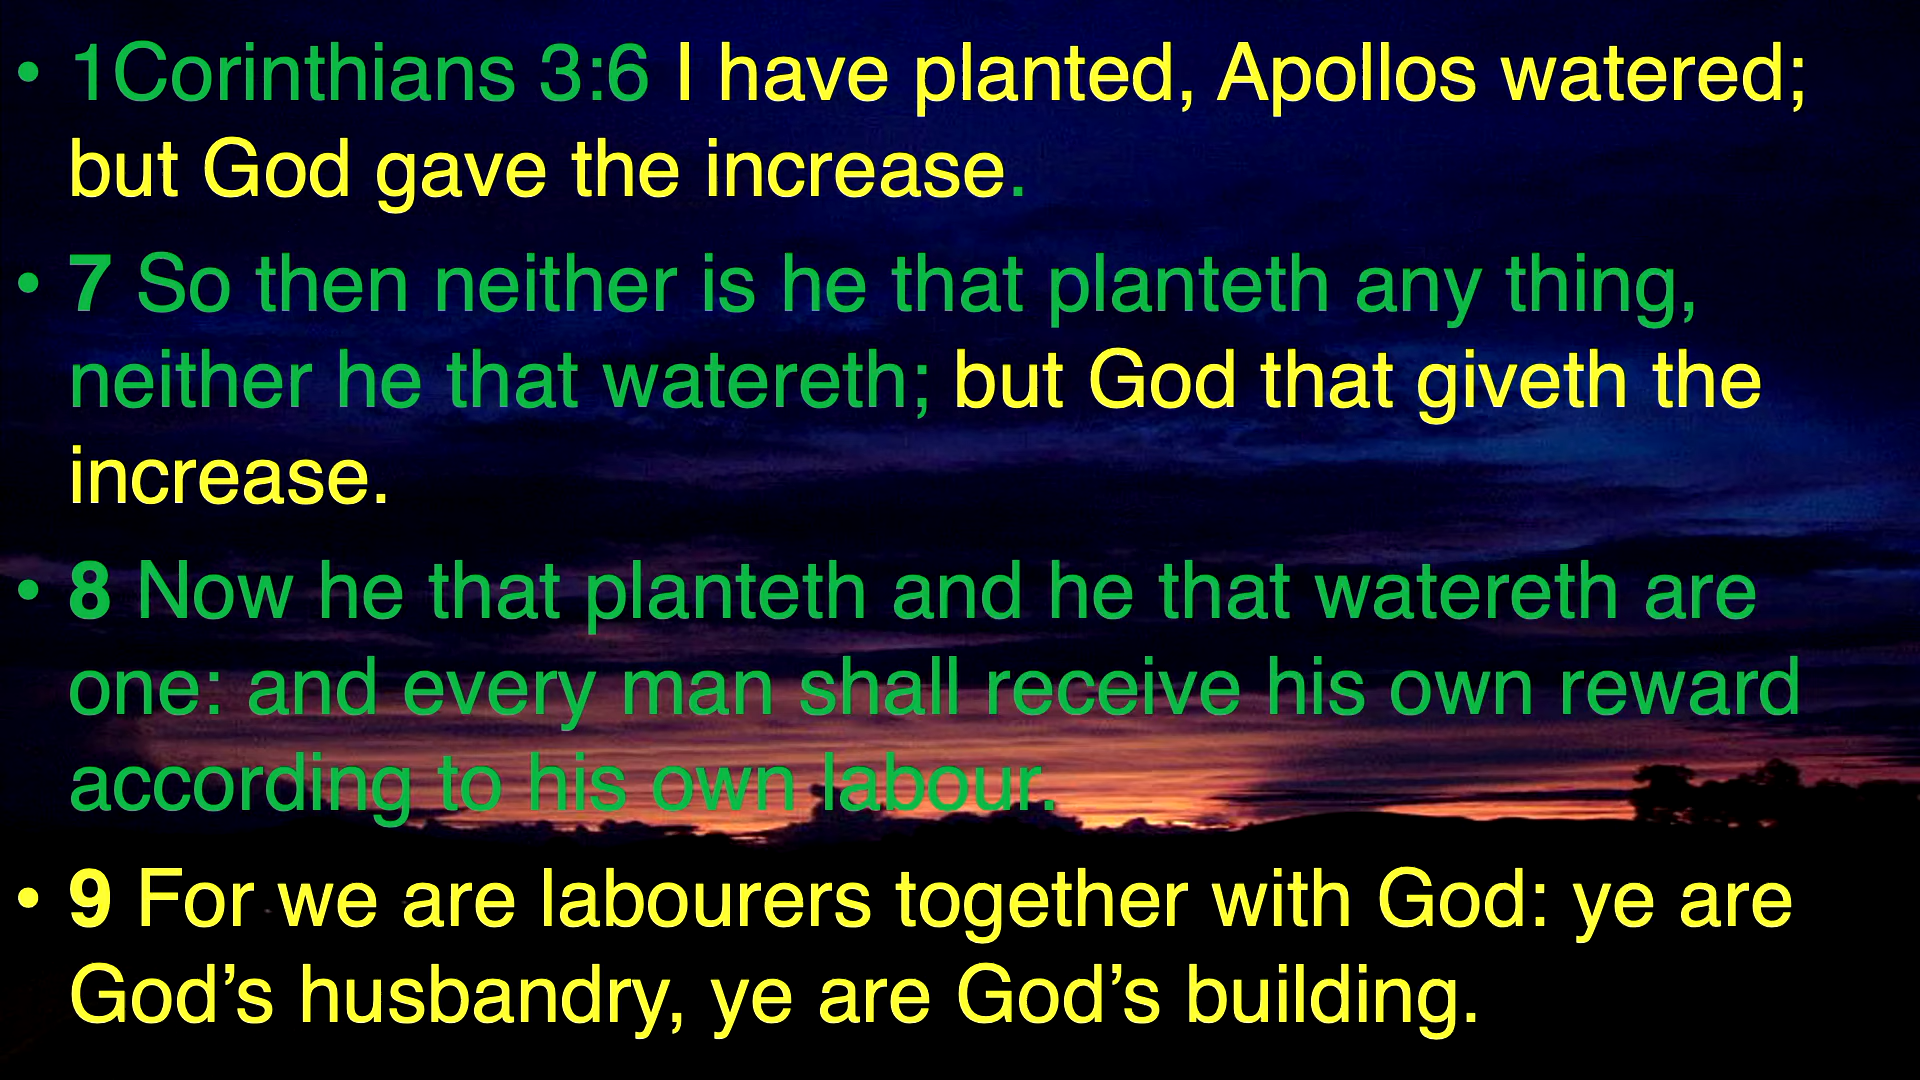 • 1Corinthians 3:6 I have planted, Apollos watered;
but God gave the increase.
• 7 So then neither is he that planteth any thing,
neither he that watereth; but God that giveth the
increase.
• 8 Now he that planteth and he that watereth are
one: and every man shall receive his own reward
according to his own labour.
• 9 For we are labourers together with God: ye are
God’s husbandry, ye are God’s building.